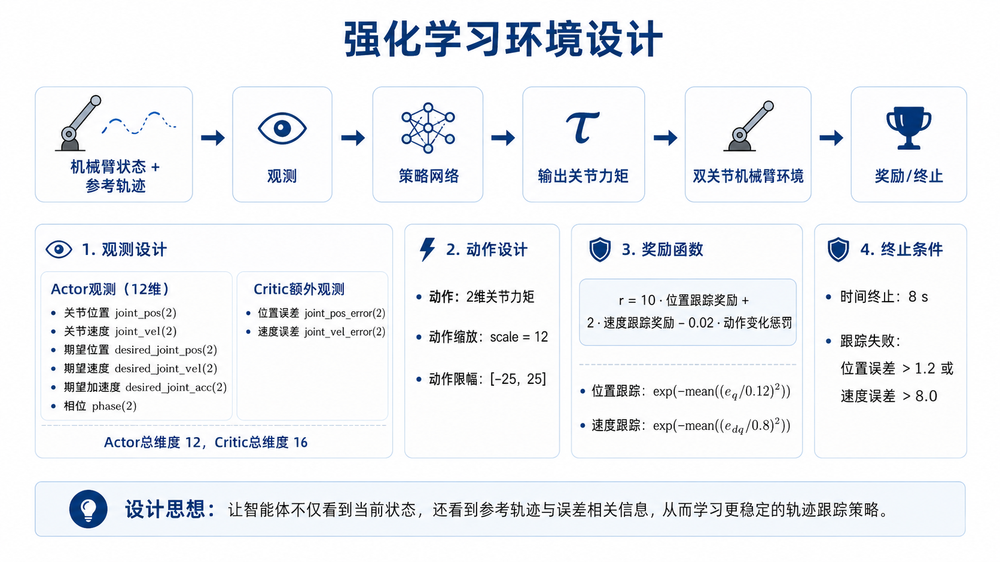 强化学习环境设计
机械臂状态 +
参考轨迹
观测
策略网络
τ
输出关节力矩
双关节机械臂环境
奖励/终止
1. 观测设计
Actor观测（12维）
• 关节位置 joint_pos(2)
• 关节速度 joint_vel(2)
• 期望位置 desired_joint_pos(2)
• 期望速度 desired_joint_vel(2)
• 期望加速度 desired_joint_acc(2)
• 相位 phase(2)
Critic额外观测
• 位置误差 joint_pos_error(2)
• 速度误差 joint_vel_error(2)
Actor总维度 12，Critic总维度 16
2. 动作设计
• 动作：2维关节力矩
• 动作缩放：scale = 12
• 动作限幅：[−25, 25]
3. 奖励函数
r = 10 · 位置跟踪奖励 +
2 · 速度跟踪奖励 − 0.02 · 动作变化惩罚
• 位置跟踪：exp(−mean((e_q/0.12)²))
• 速度跟踪：exp(−mean((e_dq/0.8)²))
4. 终止条件
• 时间终止：8 s
• 跟踪失败：
位置误差 > 1.2 或
速度误差 > 8.0
设计思想：让智能体不仅看到当前状态，还看到参考轨迹与误差相关信息，从而学习更稳定的轨迹跟踪策略。